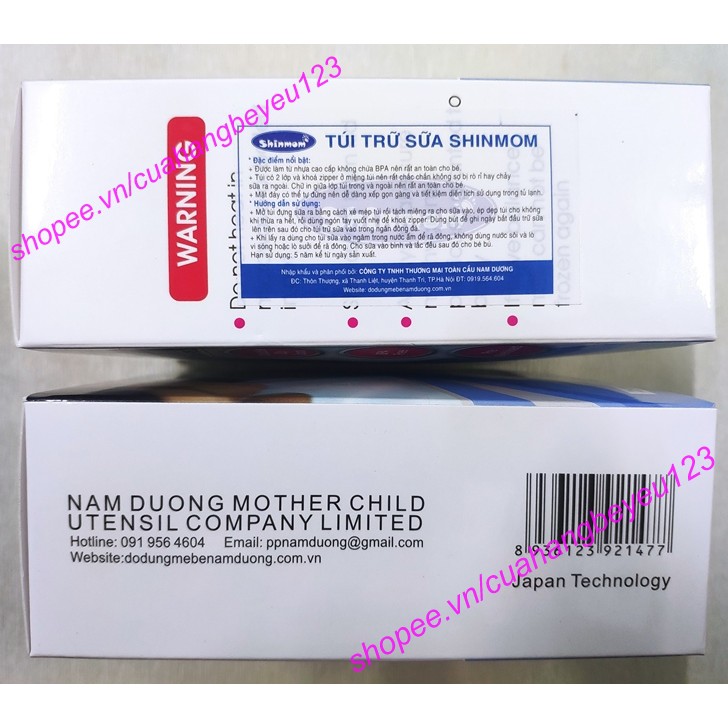 WARNING
Do not heat in
frozen again
Shinmom
TÚI TRỮ SỮA SHINMOM
* Đặc điểm nổi bật:
+ Được làm từ nhựa cao cấp không chứa BPA nên rất an toàn cho bé.
+ Túi có 2 lớp và khoá zipper ở miệng túi nên rất chắc chắn không sợ bị rò rỉ hay chảy
sữa ra ngoài. Chữ in giữa lớp túi trong và ngoài nên rất an toàn cho bé.
+ Mặt đáy có thể tự đứng nên dễ dàng xếp gọn gàng và tiết kiệm diện tích sử dụng trong tủ lạnh.
* Hướng dẫn sử dụng:
+ Mở túi đựng sữa ra bằng cách xé mép túi rồi tách miệng ra cho sữa vào, ép dẹp túi cho không
khí thừa ra hết, rồi dùng ngón tay vuốt nhẹ để khoá zipper. Dùng bút để ghi ngày bắt đầu trữ sữa
lên trên sau đó cho túi trữ sữa vào trong ngăn đông đá.
+ Khi lấy ra dùng cho túi sữa vào ngâm trong nước ấm để rã đông, không dùng nước sôi và lò
vi sóng hoặc lò sưởi để rã đông. Cho sữa vào bình và lắc đều sau đó cho bé bú.
Hạn sử dụng: 5 năm kể từ ngày sản xuất.
Nhập khẩu và phân phối bởi: CÔNG TY TNHH THƯƠNG MẠI TOÀN CẦU NAM DƯƠNG
ĐC: Thôn Thượng, xã Thanh Liệt, huyện Thanh Trì, TP Hà Nội ĐT: 0919.564.604
Website: dodungmebenamduong.com.vn
shopee.vn/cuahangbeyeu123
NAM DUONG MOTHER CHILD
UTENSIL COMPANY LIMITED
Hotline: 091 956 4604 Email: ppnamduong@gmail.com
Website:dodungmebenamduong.com.vn
8 936123 921477
Japan Technology
shopee.vn/cuahangbeyeu123